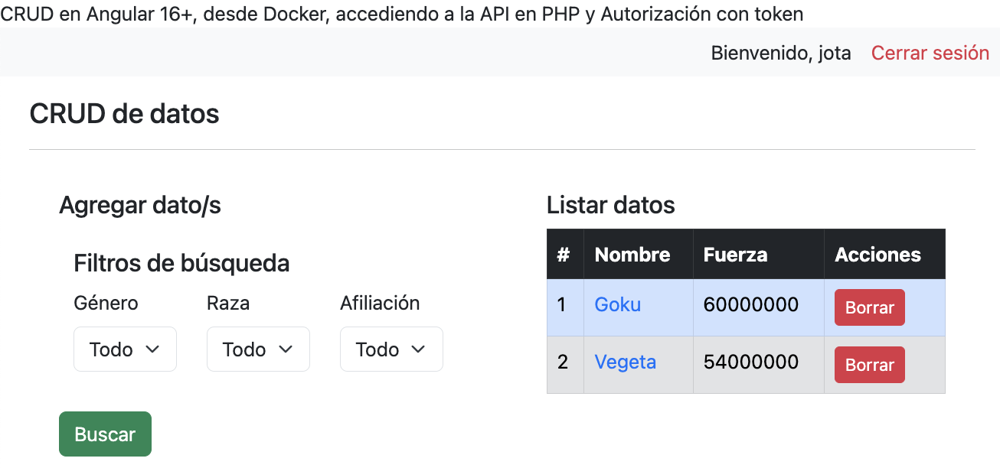 CRUD en Angular 16+, desde Docker, accediendo a la API en PHP y Autorización con token
Bienvenido, jota Cerrar sesión
CRUD de datos
Agregar dato/s
Filtros de búsqueda
Género Raza Afiliación
Todo Todo Todo
Buscar
Listar datos
# Nombre Fuerza Acciones
1 Goku 60000000 Borrar
2 Vegeta 54000000 Borrar